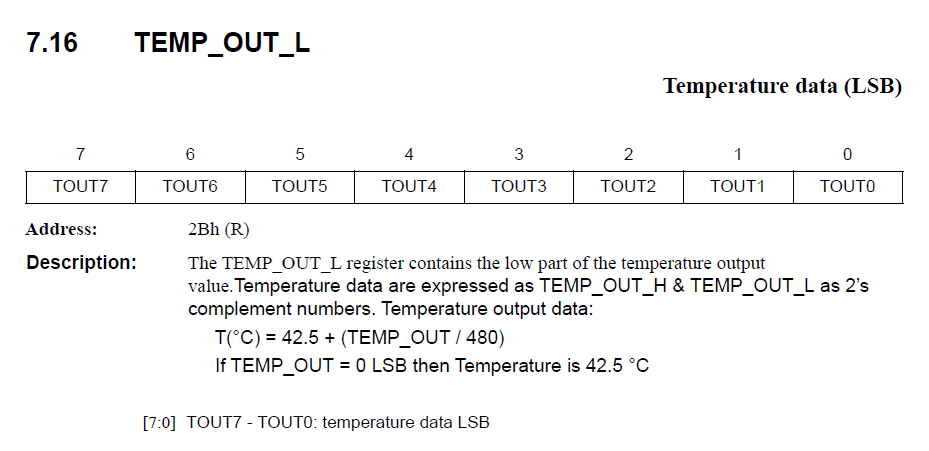 7.16 TEMP_OUT_L
Temperature data (LSB)
7 6 5 4 3 2 1 0
TOUT7 TOUT6 TOUT5 TOUT4 TOUT3 TOUT2 TOUT1 TOUT0
Address: 2Bh (R)
Description: The TEMP_OUT_L register contains the low part of the temperature output
value.Temperature data are expressed as TEMP_OUT_H & TEMP_OUT_L as 2’s
complement numbers. Temperature output data:
T(°C) = 42.5 + (TEMP_OUT / 480)
If TEMP_OUT = 0 LSB then Temperature is 42.5 °C
[7:0] TOUT7 - TOUT0: temperature data LSB